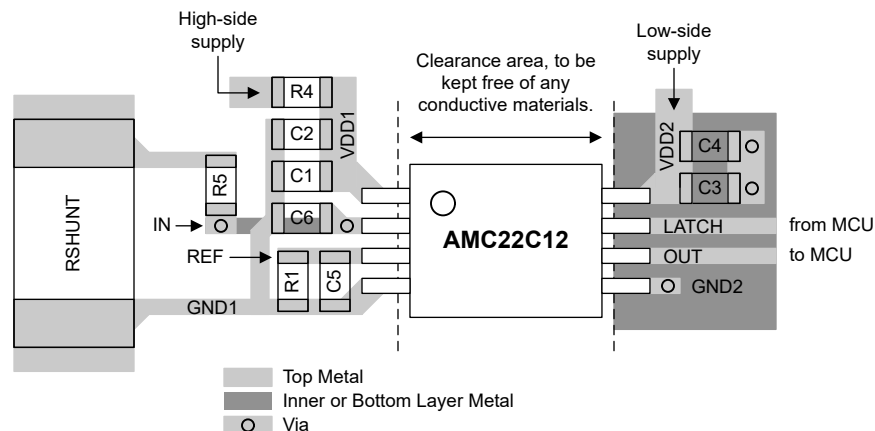 High-side
supply
Clearance area, to be
kept free of any
conductive materials.
Low-side
supply
R4
C2
VDD1
VDD2
C4
C1
C3
R5
RSHUNT
IN
C6
LATCH
from MCU
AMC22C12
REF
OUT
to MCU
R1
C5
GND2
GND1
Top Metal
Inner or Bottom Layer Metal
Via